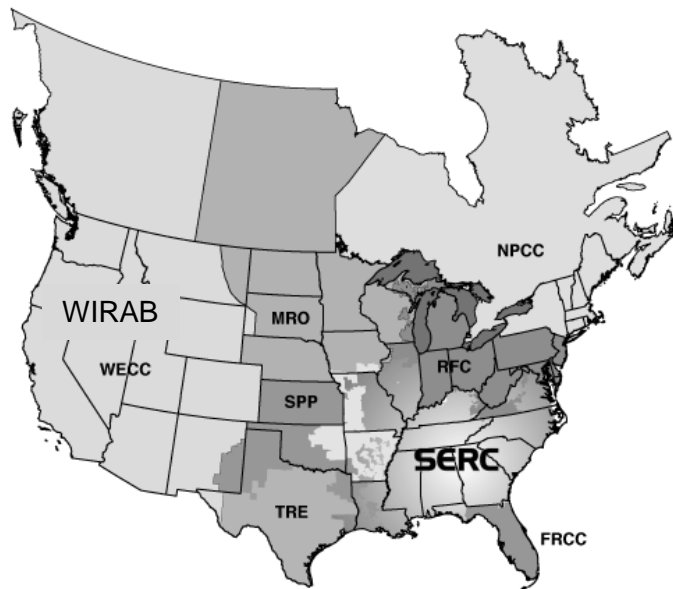 NPCC
WIRAB
MRO
WECC
RFC
SPP
SERC
TRE
FRCC